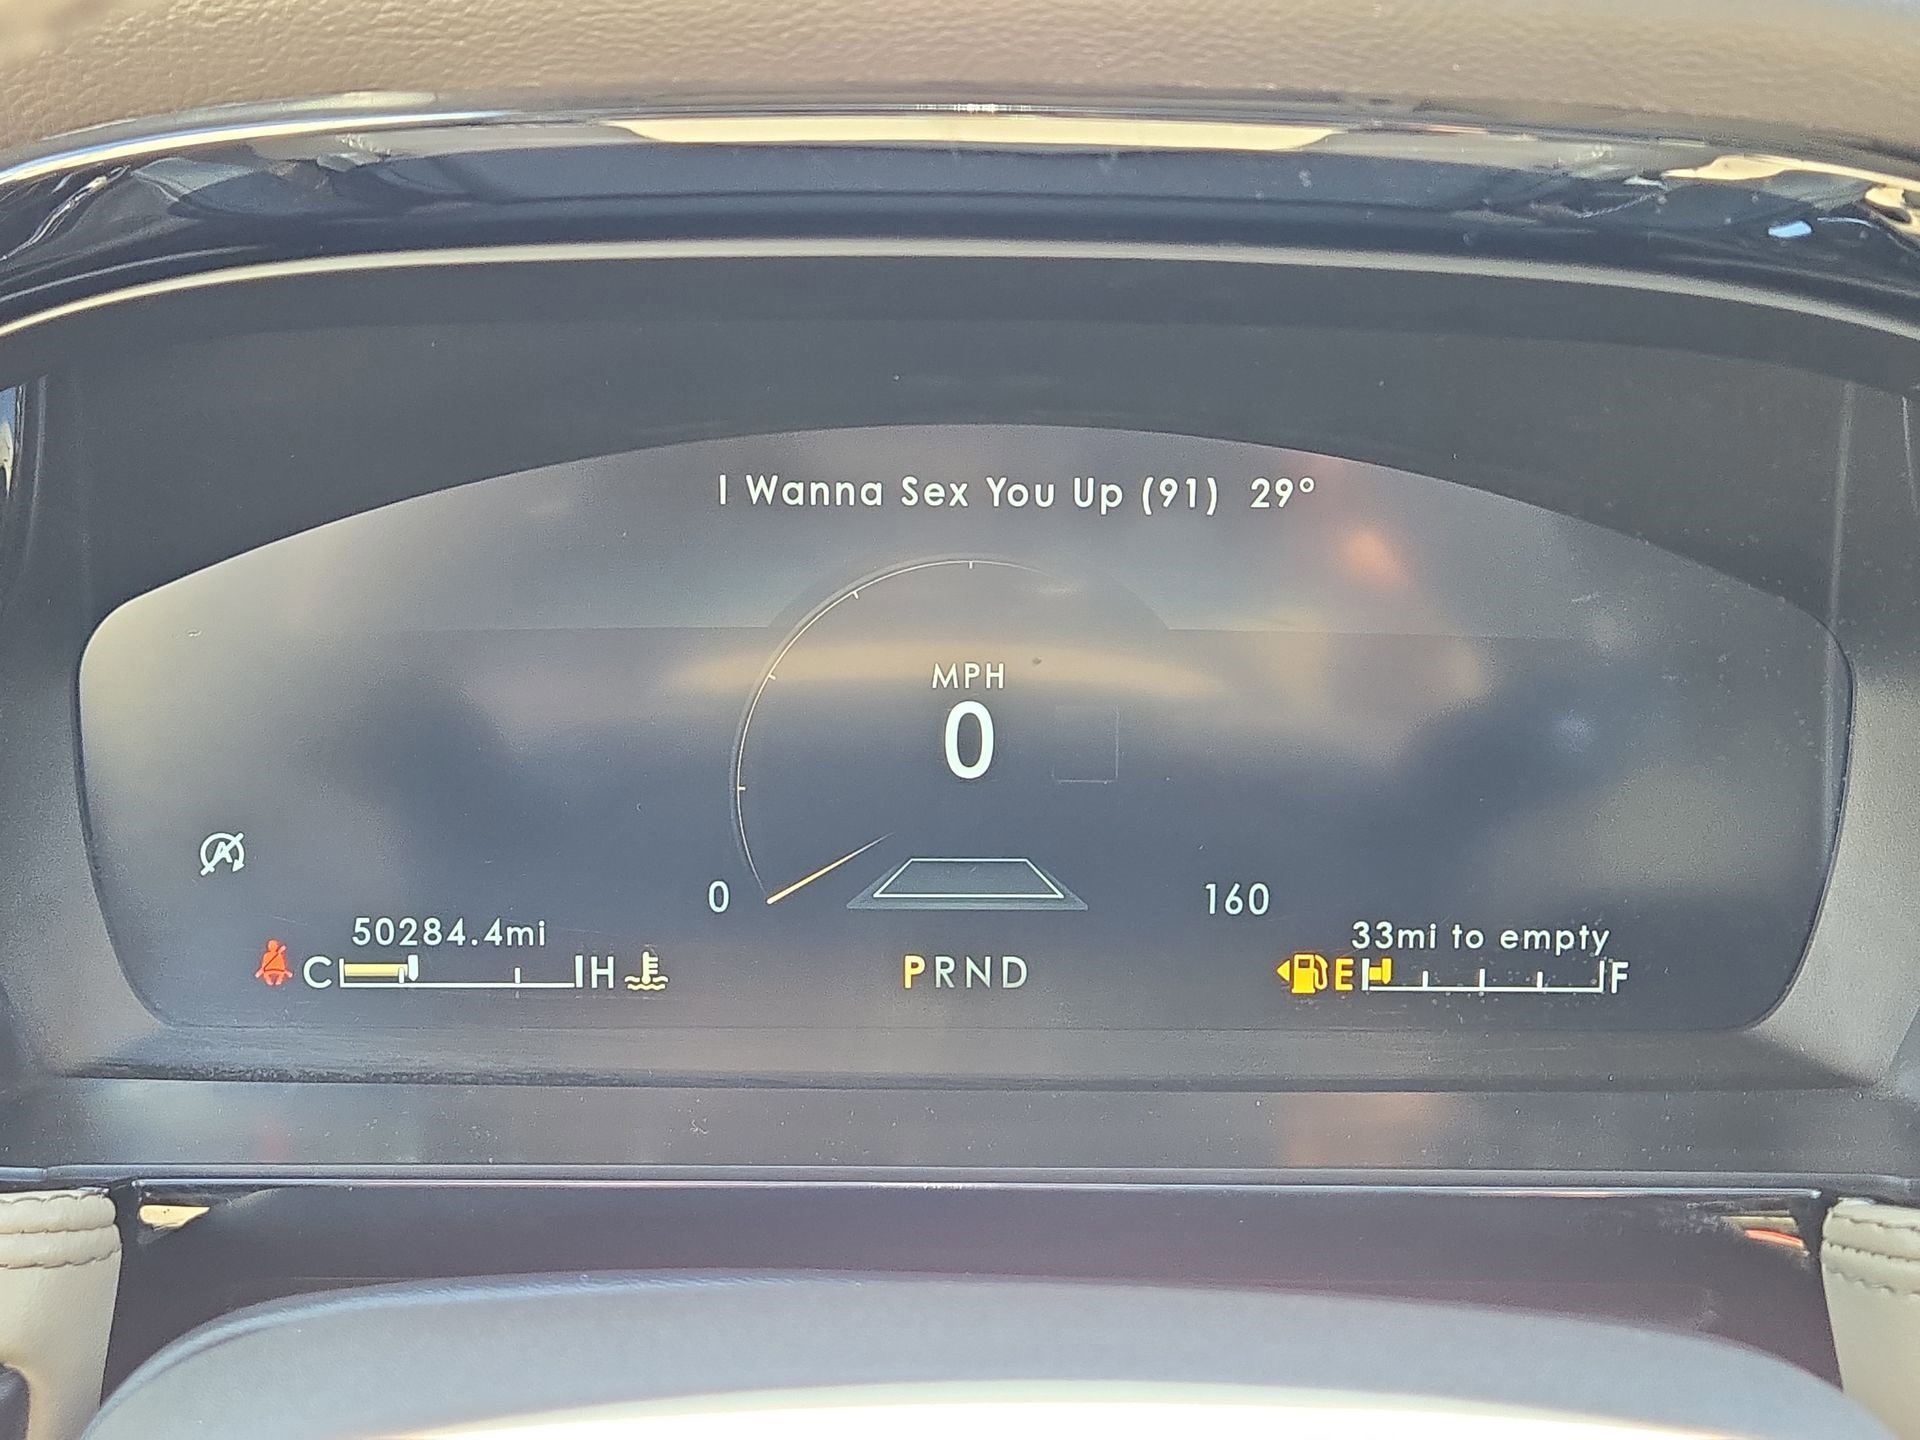 I Wanna Sex You Up (91) 29°
MPH
0
0
160
50284.4mi
33mi to empty
C H
PRND
E F